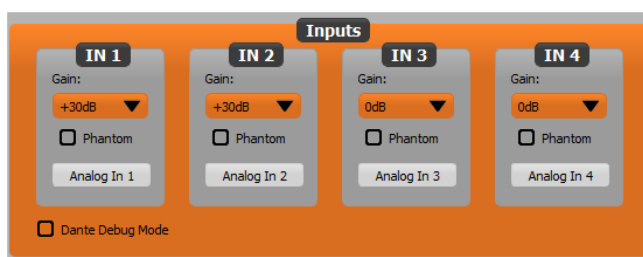 Inputs
IN 1 IN 2 IN 3 IN 4
Gain: Gain: Gain: Gain:
+30dB +30dB 0dB 0dB
Phantom Phantom Phantom Phantom
Analog In 1 Analog In 2 Analog In 3 Analog In 4
Dante Debug Mode